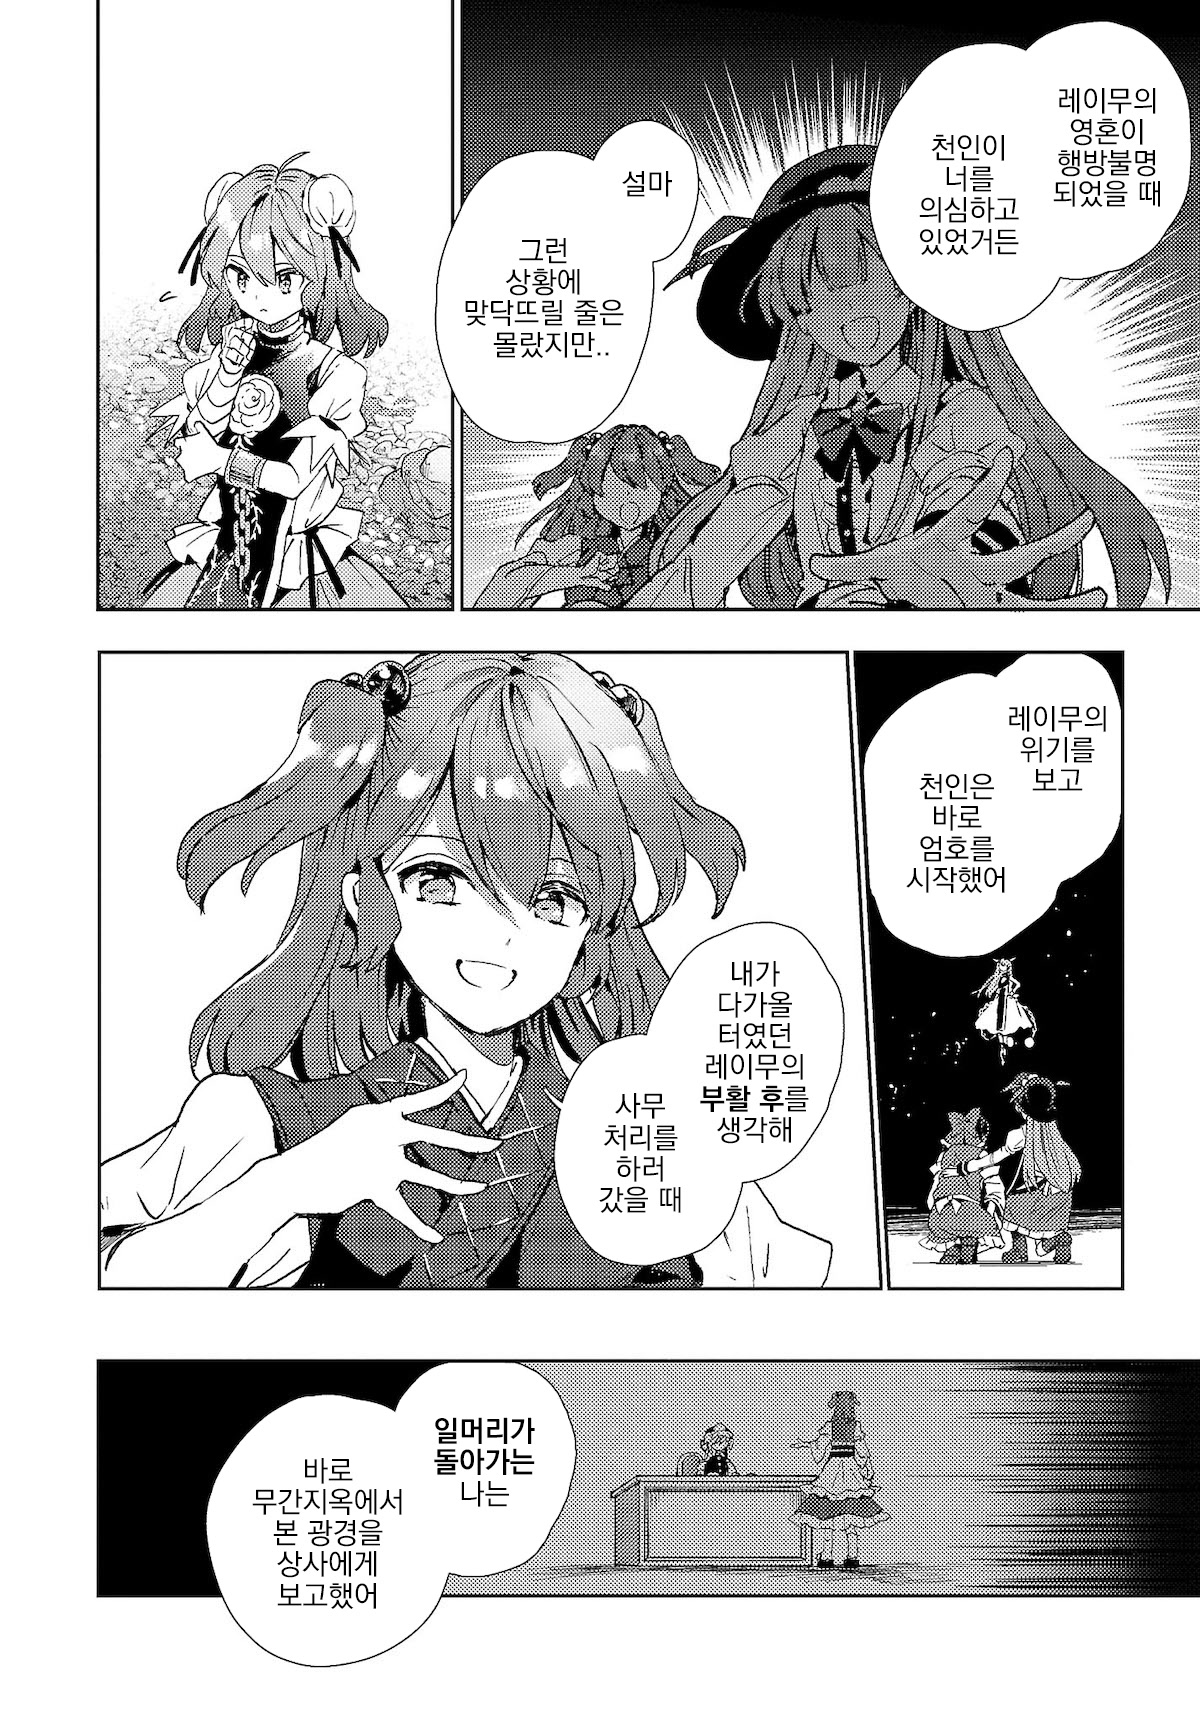 레이무의
영혼이
행방불명
되었을 때
천인이
너를
의심하고
있었거든
설마
그런
상황에
맞닥뜨릴 줄은
몰랐지만..
레이무의
위기를
보고
천인은
바로
엄호를
시작했어
내가
다가올
터였던
레이무의
부활 후를
생각해
사무
처리를
하러
갔을 때
일머리가
돌아가는
나는
바로
무간지옥에서
본 광경을
상사에게
보고했어